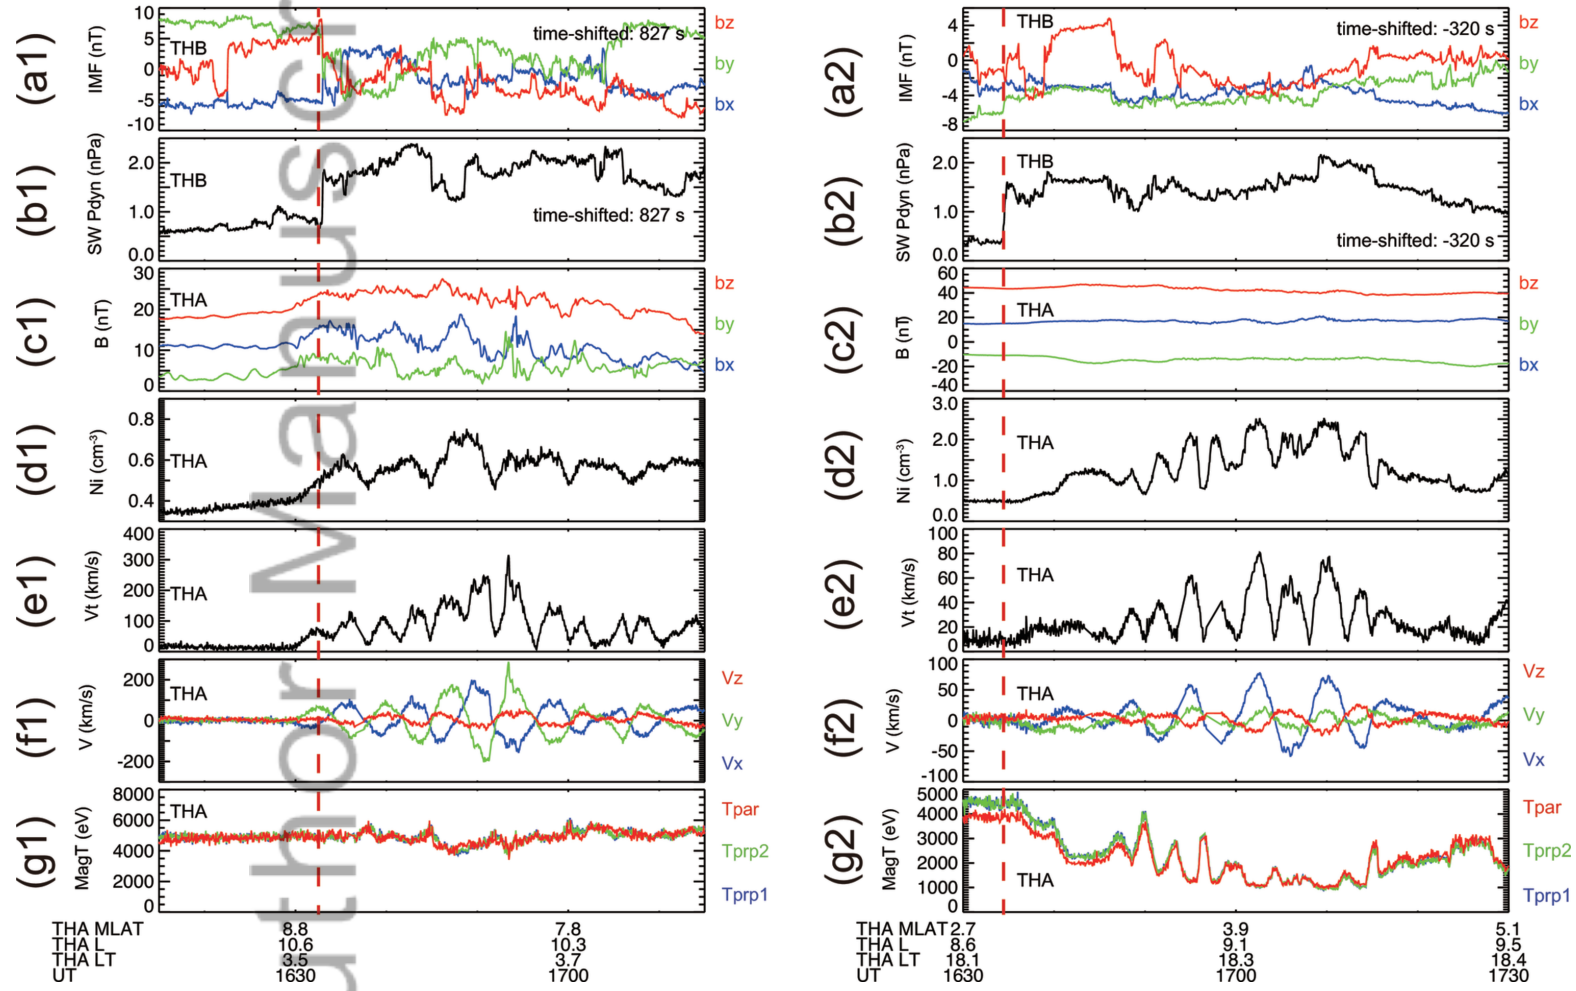 (a1)
IMF (nT)
10
5
0
-5
-10
THB
time-shifted: 827 s
bz
by
bx
(b1)
SW Pdyn (nPa)
2.0
1.0
0.0
THB
time-shifted: 827 s
(c1)
B (nT)
30
20
10
0
THA
bz
by
bx
(d1)
Ni (cm-3)
0.8
0.6
0.4
THA
(e1)
Vt (km/s)
400
300
200
100
0
THA
(f1)
V (km/s)
200
0
-200
THA
Vz
Vy
Vx
(g1)
MagT (eV)
8000
6000
4000
2000
0
THA
Tpar
Tprp2
Tprp1
THA MLAT 8.8 7.8
THA L 10.6 10.3
THA LT 3.5 3.7
UT 1630 1700
(a2)
IMF (nT)
4
0
-4
-8
THB
time-shifted: -320 s
bz
by
bx
(b2)
SW Pdyn (nPa)
2.0
1.0
0.0
THB
time-shifted: -320 s
(c2)
B (nT)
60
40
20
0
-20
-40
THA
bz
by
bx
(d2)
Ni (cm-3)
3.0
2.0
1.0
0.0
THA
(e2)
Vt (km/s)
100
80
60
40
20
0
THA
(f2)
V (km/s)
100
50
0
-50
-100
THA
Vz
Vy
Vx
(g2)
MagT (eV)
5000
4000
3000
2000
1000
0
THA
Tpar
Tprp2
Tprp1
THA MLAT 2.7 3.9 5.1
THA L 8.6 9.1 9.5
THA LT 18.1 18.3 18.4
UT 1630 1700 1730
uthor Manuscr